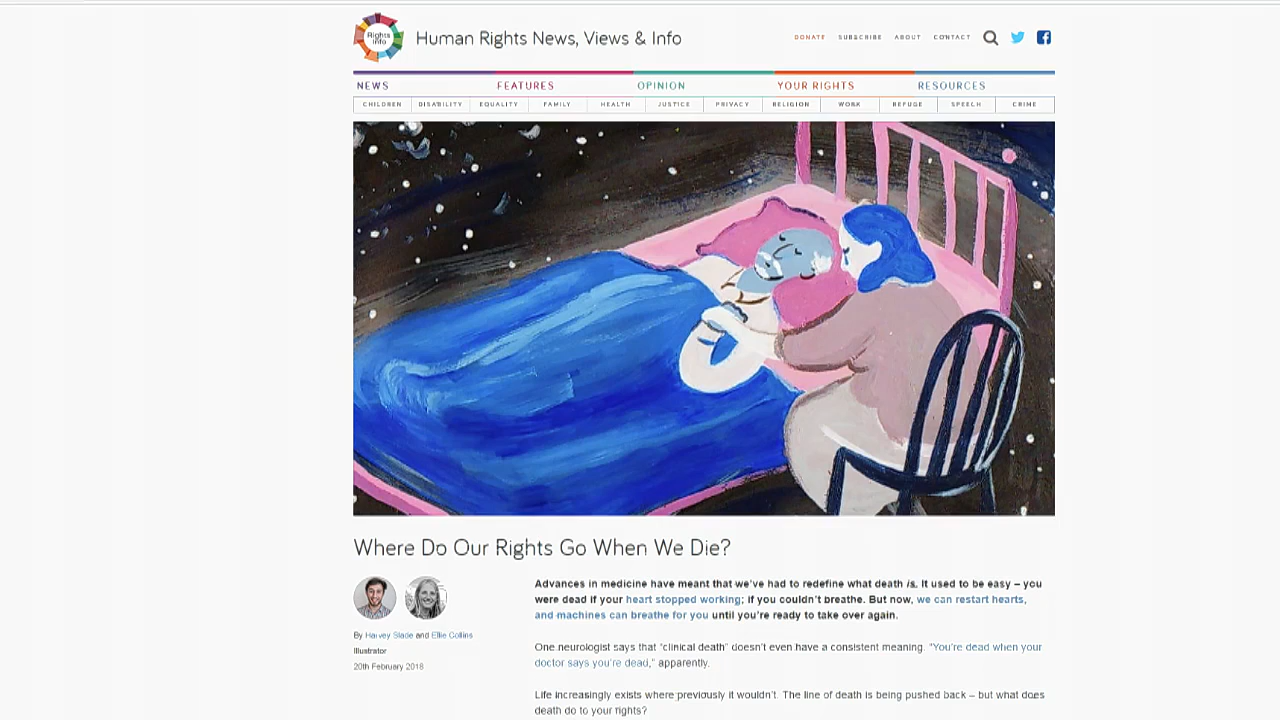 Rights
Info
Human Rights News, Views & Info
DONATE SUBSCRIBE ABOUT CONTACT
NEWS FEATURES OPINION YOUR RIGHTS RESOURCES
CHILDREN DISABILITY EQUALITY FAMILY HEALTH JUSTICE PRIVACY RELIGION WORK REFUGE SPEECH CRIME
Where Do Our Rights Go When We Die?
Advances in medicine have meant that we've had to redefine what death is. It used to be easy – you
were dead if your heart stopped working; if you couldn't breathe. But now, we can restart hearts,
and machines can breathe for you until you're ready to take over again.
By Harvey Slade and Ellie Collins
Illustrator
20th February 2018
One neurologist says that "clinical death" doesn't even have a consistent meaning. "You're dead when your
doctor says you're dead," apparently.
Life increasingly exists where previously it wouldn't. The line of death is being pushed back – but what does
death do to your rights?